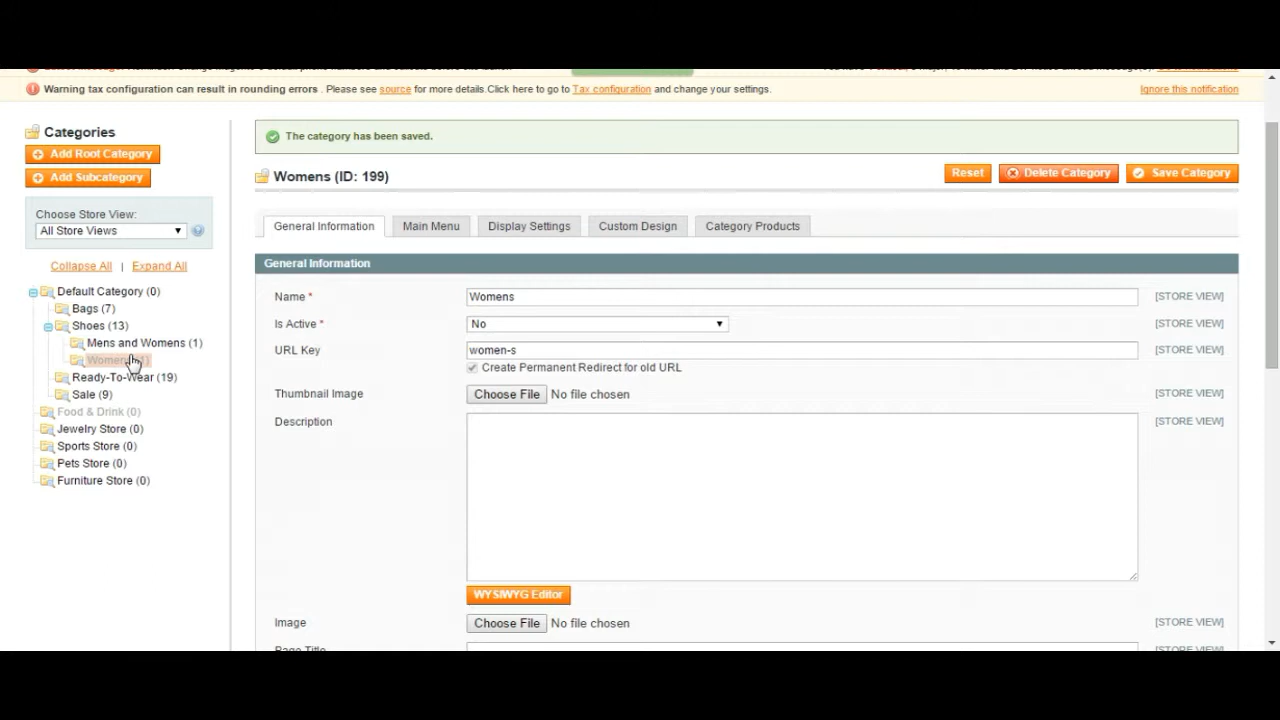 Warning tax configuration can result in rounding errors . Please see source for more details.Click here to go to Tax configuration and change your settings.
Ignore this notification
Categories
Add Root Category
Add Subcategory
Choose Store View:
All Store Views
Collapse All | Expand All
Default Category (0)
Bags (7)
Shoes (13)
Mens and Womens (1)
Ready-To-Wear (19)
Sale (9)
Food & Drink (0)
Jewelry Store (0)
Sports Store (0)
Pets Store (0)
Furniture Store (0)
The category has been saved.
Womens (ID: 199)
Reset
Delete Category
Save Category
General Information
Main Menu
Display Settings
Custom Design
Category Products
General Information
Name * Womens [STORE VIEW]
Is Active * No [STORE VIEW]
URL Key women-s [STORE VIEW]
Create Permanent Redirect for old URL
Thumbnail Image Choose File No file chosen [STORE VIEW]
Description [STORE VIEW]
WYSIWYG Editor
Image Choose File No file chosen [STORE VIEW]
Page Title